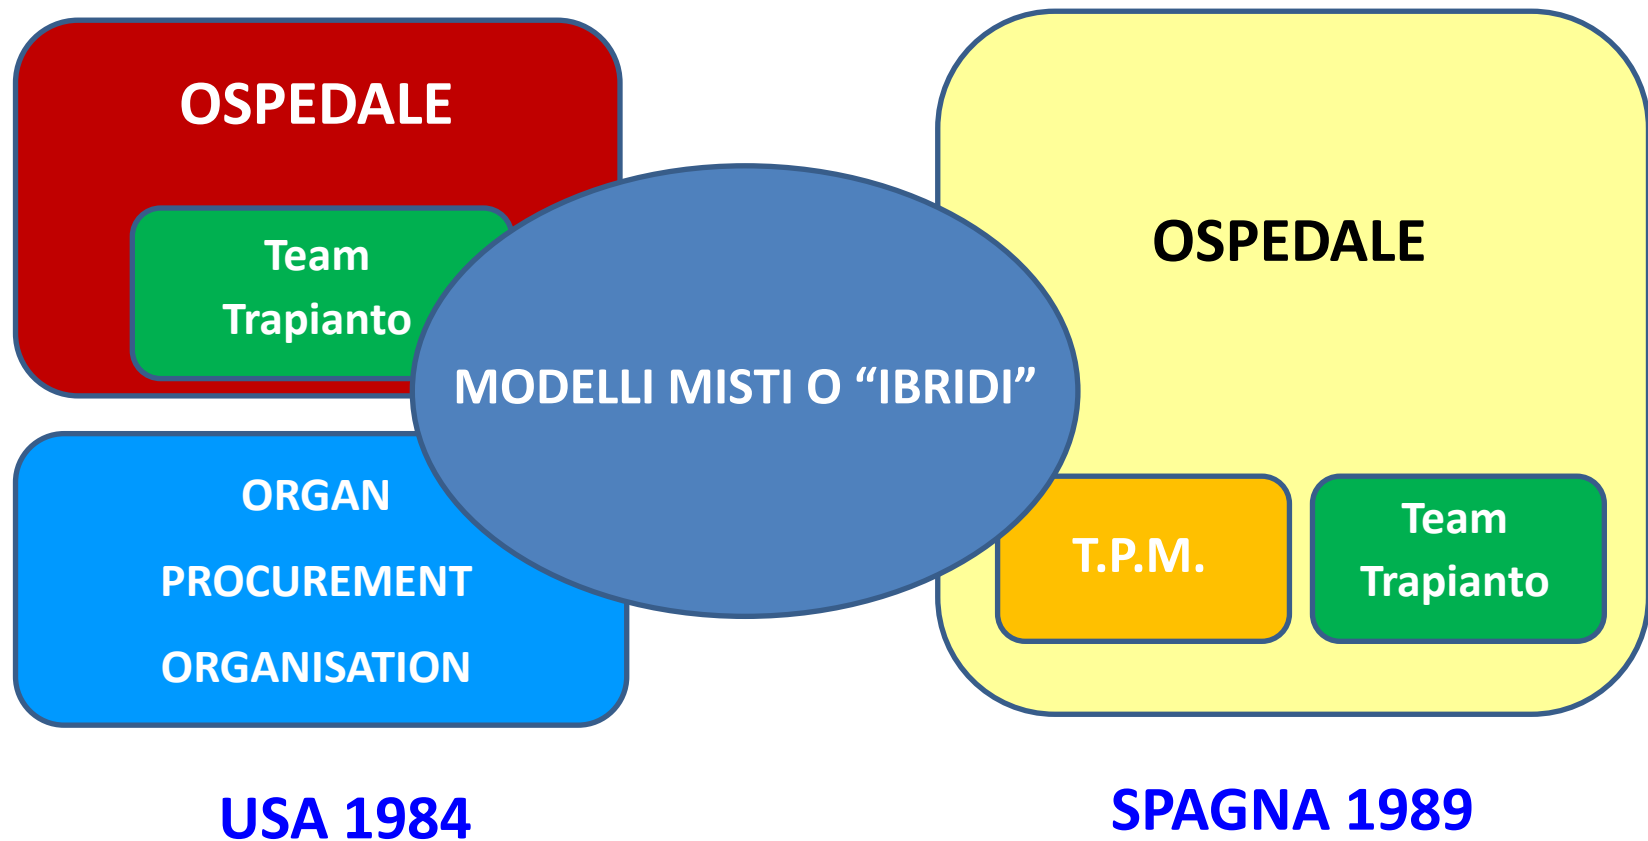 OSPEDALE
Team
Trapianto
ORGAN
PROCUREMENT
ORGANISATION
USA 1984
MODELLI MISTI O “IBRIDI”
OSPEDALE
T.P.M.
Team
Trapianto
SPAGNA 1989